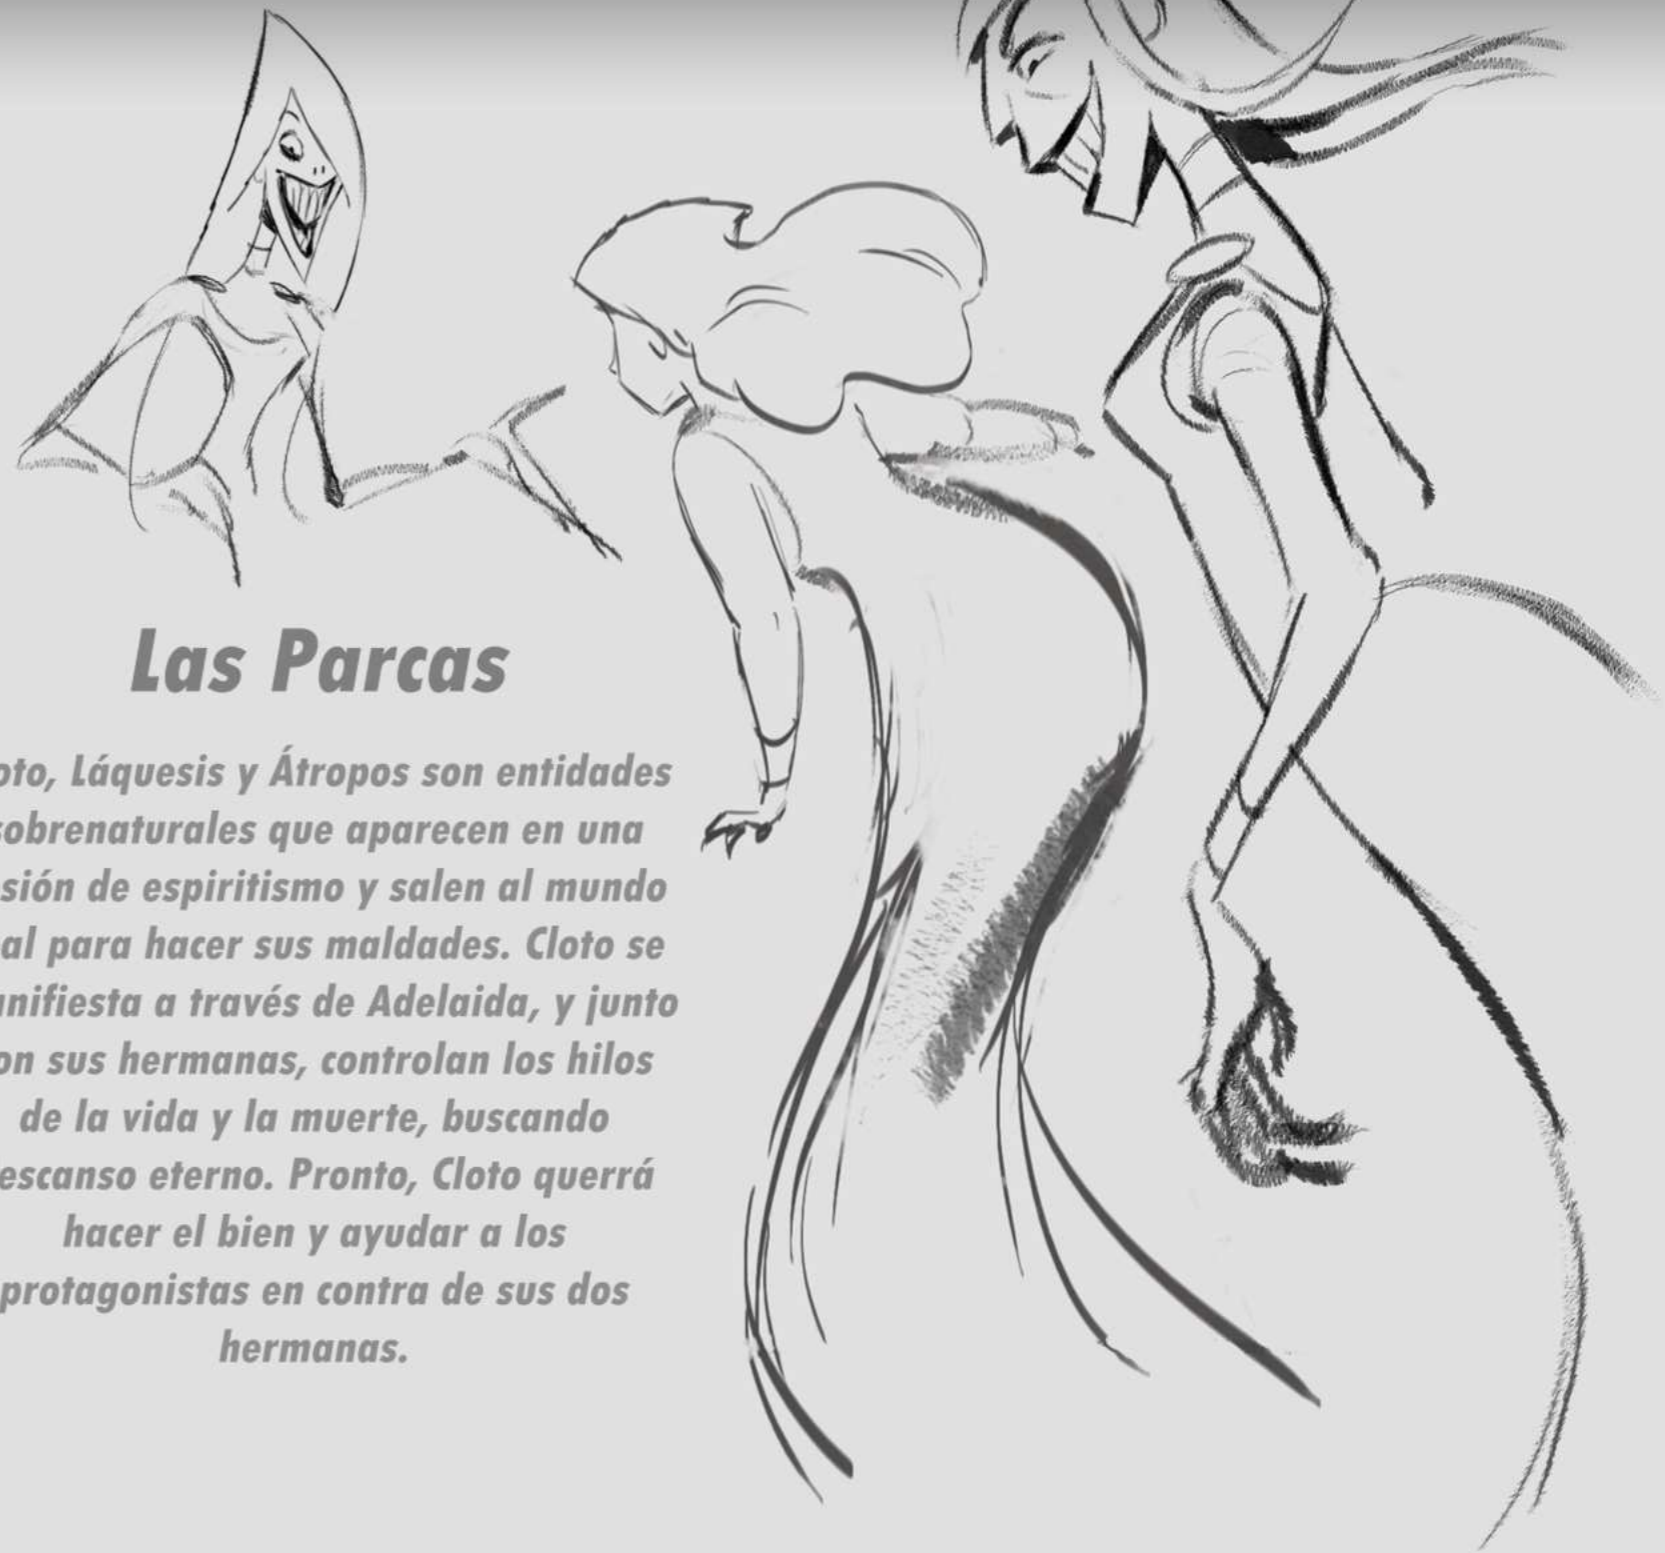 Las Parcas
oto, Láquesis y Átropos son entidades
sobrenaturales que aparecen en una
sión de espiritismo y salen al mundo
al para hacer sus maldades. Cloto se
nifiesta a través de Adelaida, y junto
on sus hermanas, controlan los hilos
de la vida y la muerte, buscando
escanso eterno. Pronto, Cloto querrá
hacer el bien y ayudar a los
protagonistas en contra de sus dos
hermanas.